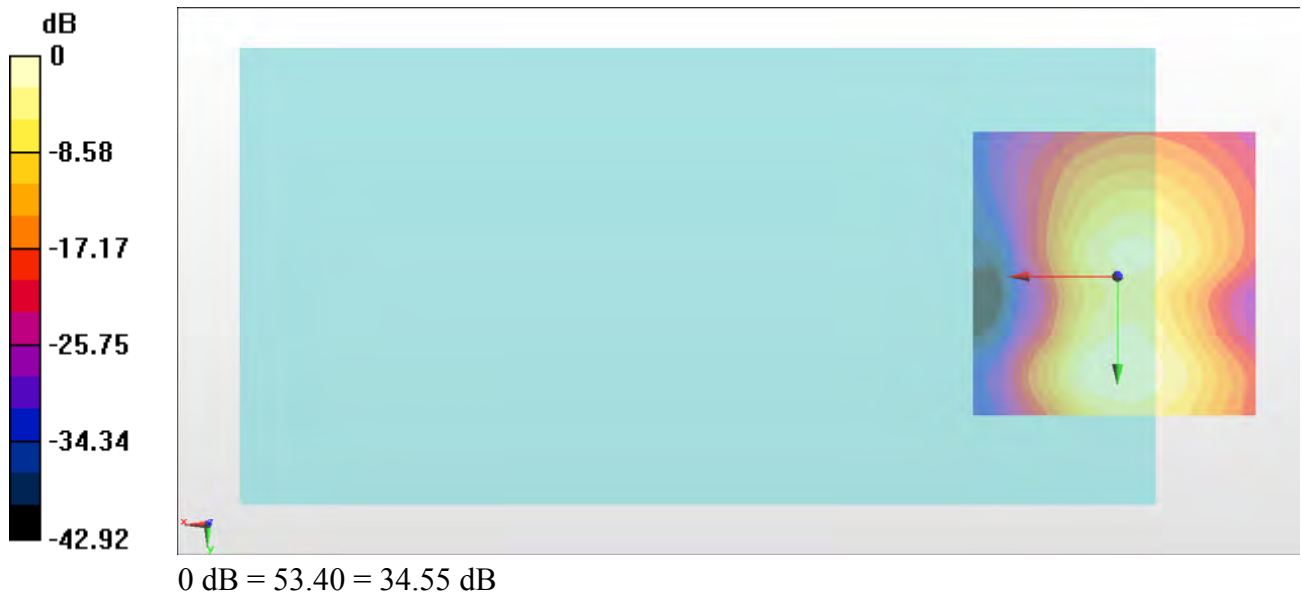 dB
0
-8.58
-17.17
-25.75
-34.34
-42.92
x
z
y
0 dB = 53.40 = 34.55 dB